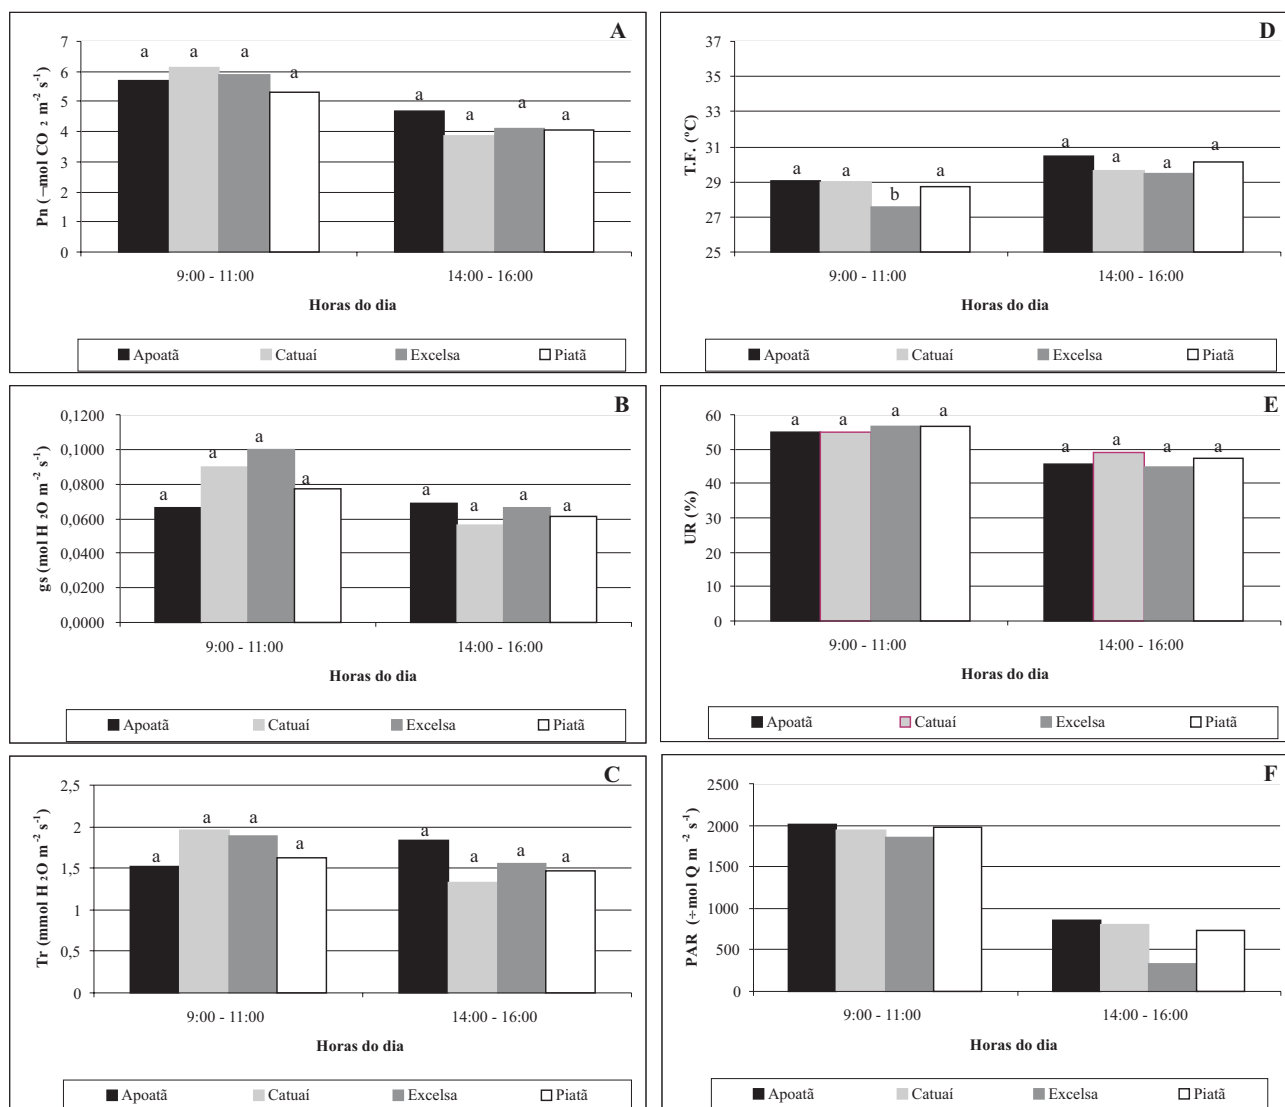 A
7
6
5
4
3
2
1
0
Pn (–mol CO 2 m-2 s-1)
a a a a a a a a
9:00 - 11:00 14:00 - 16:00
Horas do dia
Apoatã Catuaí Excelsa Piatã
B
0,1200
0,1000
0,0800
0,0600
0,0400
0,0200
0,0000
gs (mol H 2O m-2 s-1)
a a a a a a a a
9:00 - 11:00 14:00 - 16:00
Horas do dia
Apoatã Catuaí Excelsa Piatã
C
2,5
2
1,5
1
0,5
0
Tr (mmol H 2O m-2 s-1)
a a a a a a a a
9:00 - 11:00 14:00 - 16:00
Horas do dia
Apoatã Catuaí Excelsa Piatã
D
37
35
33
31
29
27
25
T.F. (ºC)
a a b a a a a a
9:00 - 11:00 14:00 - 16:00
Horas do dia
Apoatã Catuaí Excelsa Piatã
E
60
50
40
30
20
10
0
UR (%)
a a a a a a a a
9:00 - 11:00 14:00 - 16:00
Horas do dia
Apoatã Catuaí Excelsa Piatã
F
2500
2000
1500
1000
500
0
PAR (÷mol Q m-2 s-1)
9:00 - 11:00 14:00 - 16:00
Horas do dia
Apoatã Catuaí Excelsa Piatã